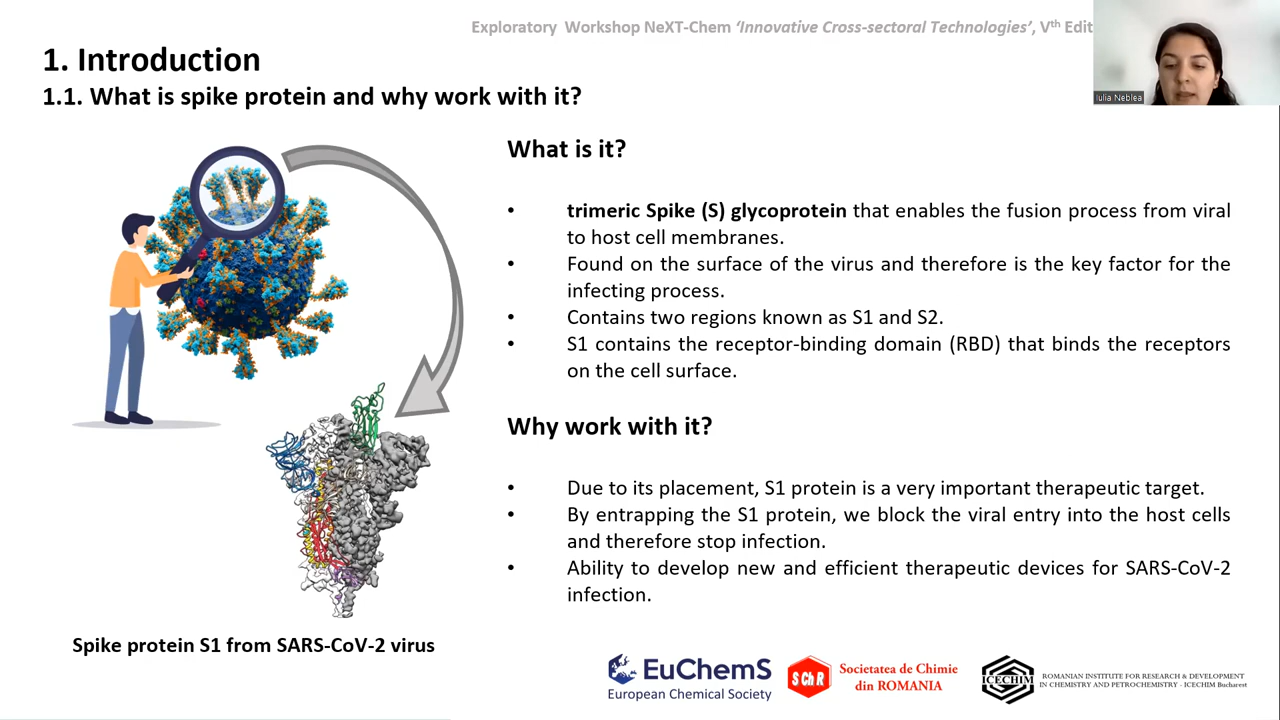 Exploratory Workshop NeXT-Chem ‘Innovative Cross-sectoral Technologies’, Vth Edit
1. Introduction
1.1. What is spike protein and why work with it?
Iulia Neblea
What is it?
• trimeric Spike (S) glycoprotein that enables the fusion process from viral
to host cell membranes.
• Found on the surface of the virus and therefore is the key factor for the
infecting process.
• Contains two regions known as S1 and S2.
• S1 contains the receptor-binding domain (RBD) that binds the receptors
on the cell surface.
Why work with it?
• Due to its placement, S1 protein is a very important therapeutic target.
• By entrapping the S1 protein, we block the viral entry into the host cells
and therefore stop infection.
• Ability to develop new and efficient therapeutic devices for SARS-CoV-2
infection.
Spike protein S1 from SARS-CoV-2 virus
EuChemS
European Chemical Society
S Ch R
Societatea de Chimie
din ROMANIA
ICECHIM
ROMANIAN INSTITUTE FOR RESEARCH & DEVELOPMENT
IN CHEMISTRY AND PETROCHEMISTRY - ICECHIM Bucharest